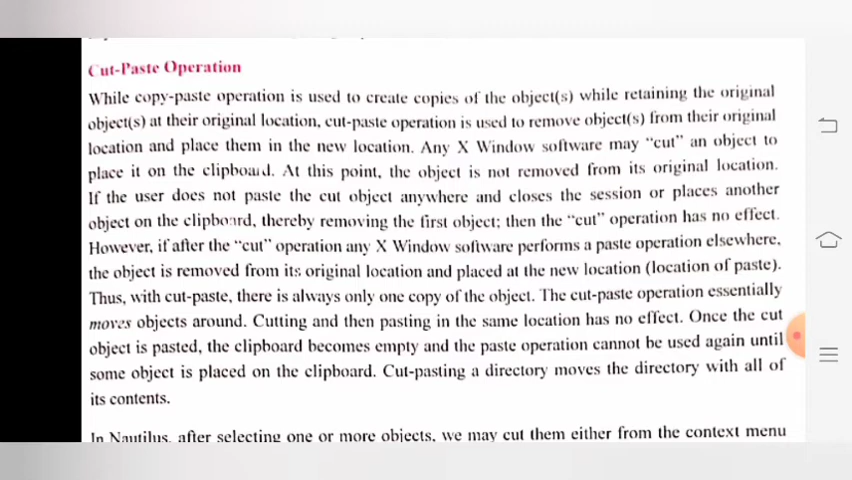 Cut-Paste Operation
While copy-paste operation is used to create copies of the object(s) while retaining the original
object(s) at their original location, cut-paste operation is used to remove object(s) from their original
location and place them in the new location. Any X Window software may “cut” an object to
place it on the clipboard. At this point, the object is not removed from its original location.
If the user does not paste the cut object anywhere and closes the session or places another
object on the clipboard, thereby removing the first object; then the “cut” operation has no effect.
However, if after the “cut” operation any X Window software performs a paste operation elsewhere,
the object is removed from its original location and placed at the new location (location of paste).
Thus, with cut-paste, there is always only one copy of the object. The cut-paste operation essentially
moves objects around. Cutting and then pasting in the same location has no effect. Once the cut
object is pasted, the clipboard becomes empty and the paste operation cannot be used again until
some object is placed on the clipboard. Cut-pasting a directory moves the directory with all of
its contents.
In Nautilus, after selecting one or more objects, we may cut them either from the context menu